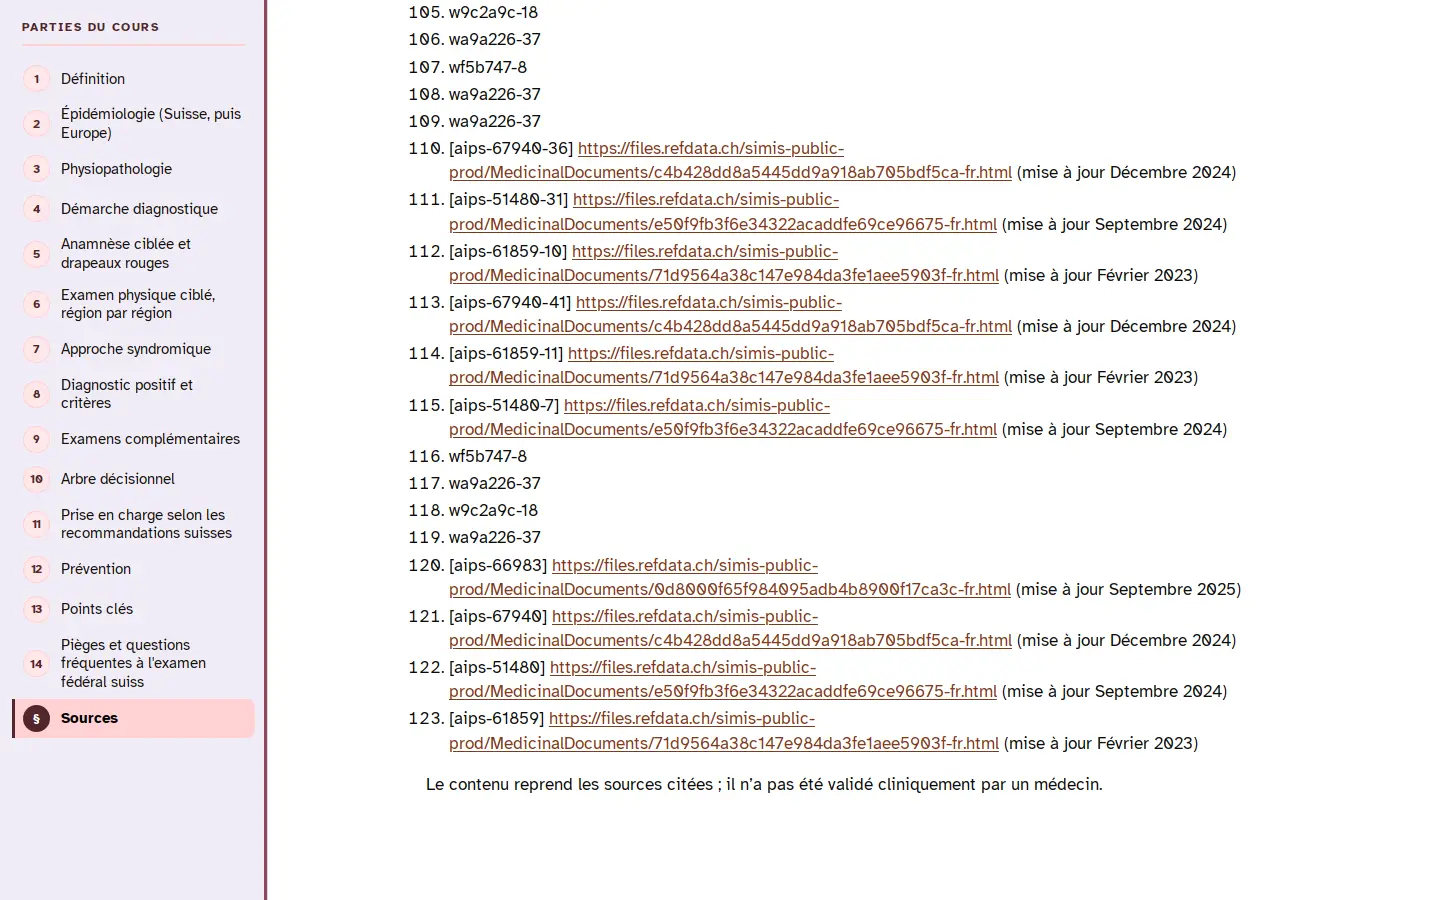 PARTIES DU COURS
1 Définition
2 Épidémiologie (Suisse, puis
Europe)
3 Physiopathologie
4 Démarche diagnostique
5 Anamnèse ciblée et
drapeaux rouges
6 Examen physique ciblé,
région par région
7 Approche syndromique
8 Diagnostic positif et
critères
9 Examens complémentaires
10 Arbre décisionnel
11 Prise en charge selon les
recommandations suisses
12 Prévention
13 Points clés
14 Pièges et questions
fréquentes à l'examen
fédéral suiss
§ Sources
105. w9c2a9c-18
106. wa9a226-37
107. wf5b747-8
108. wa9a226-37
109. wa9a226-37
110. [aips-67940-36] https://files.refdata.ch/simis-public-
prod/MedicinalDocuments/c4b428dd8a5445dd9a918ab705bdf5ca-fr.html (mise à jour Décembre 2024)
111. [aips-51480-31] https://files.refdata.ch/simis-public-
prod/MedicinalDocuments/e50f9fb3f6e34322acaddfe69ce96675-fr.html (mise à jour Septembre 2024)
112. [aips-61859-10] https://files.refdata.ch/simis-public-
prod/MedicinalDocuments/71d9564a38c147e984da3fe1aee5903f-fr.html (mise à jour Février 2023)
113. [aips-67940-41] https://files.refdata.ch/simis-public-
prod/MedicinalDocuments/c4b428dd8a5445dd9a918ab705bdf5ca-fr.html (mise à jour Décembre 2024)
114. [aips-61859-11] https://files.refdata.ch/simis-public-
prod/MedicinalDocuments/71d9564a38c147e984da3fe1aee5903f-fr.html (mise à jour Février 2023)
115. [aips-51480-7] https://files.refdata.ch/simis-public-
prod/MedicinalDocuments/e50f9fb3f6e34322acaddfe69ce96675-fr.html (mise à jour Septembre 2024)
116. wf5b747-8
117. wa9a226-37
118. w9c2a9c-18
119. wa9a226-37
120. [aips-66983] https://files.refdata.ch/simis-public-
prod/MedicinalDocuments/0d8000f65f984095adb4b8900f17ca3c-fr.html (mise à jour Septembre 2025)
121. [aips-67940] https://files.refdata.ch/simis-public-
prod/MedicinalDocuments/c4b428dd8a5445dd9a918ab705bdf5ca-fr.html (mise à jour Décembre 2024)
122. [aips-51480] https://files.refdata.ch/simis-public-
prod/MedicinalDocuments/e50f9fb3f6e34322acaddfe69ce96675-fr.html (mise à jour Septembre 2024)
123. [aips-61859] https://files.refdata.ch/simis-public-
prod/MedicinalDocuments/71d9564a38c147e984da3fe1aee5903f-fr.html (mise à jour Février 2023)
Le contenu reprend les sources citées ; il n’a pas été validé cliniquement par un médecin.